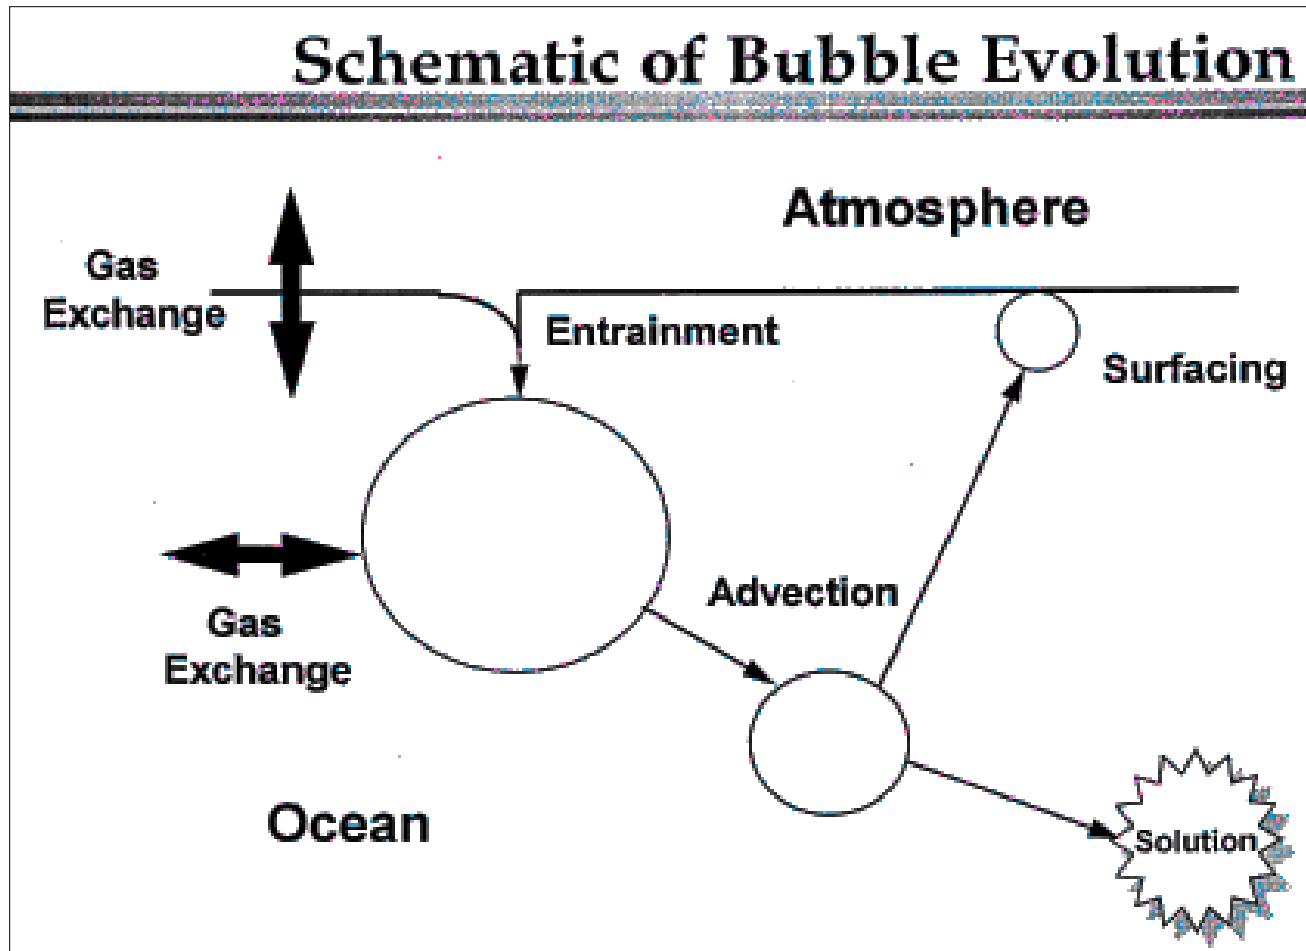 Schematic of Bubble Evolution
Atmosphere
Gas
Exchange
Entrainment
Surfacing
Advection
Gas
Exchange
Ocean
Solution